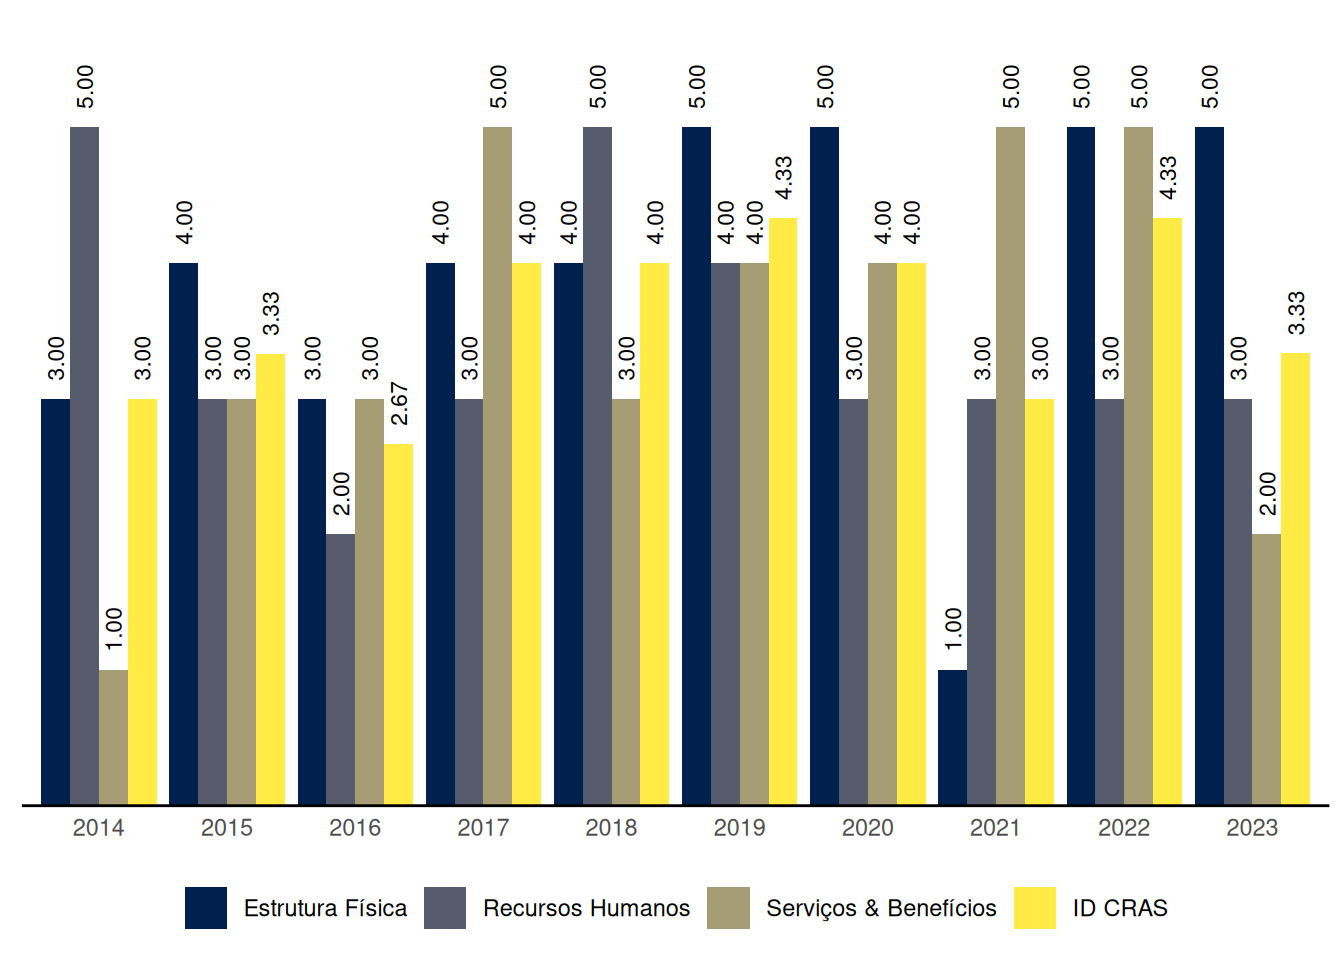 3.00 5.00 1.00 3.00
4.00 3.00 3.00 3.33
3.00 2.00 3.00 2.67
4.00 3.00 5.00 4.00
4.00 5.00 3.00 4.00
5.00 4.00 4.00 4.33
5.00 3.00 4.00 4.00
1.00 3.00 5.00 3.00
5.00 3.00 5.00 4.33
5.00 3.00 2.00 3.33
2014 2015 2016 2017 2018 2019 2020 2021 2022 2023
Estrutura Física Recursos Humanos Serviços & Benefícios ID CRAS